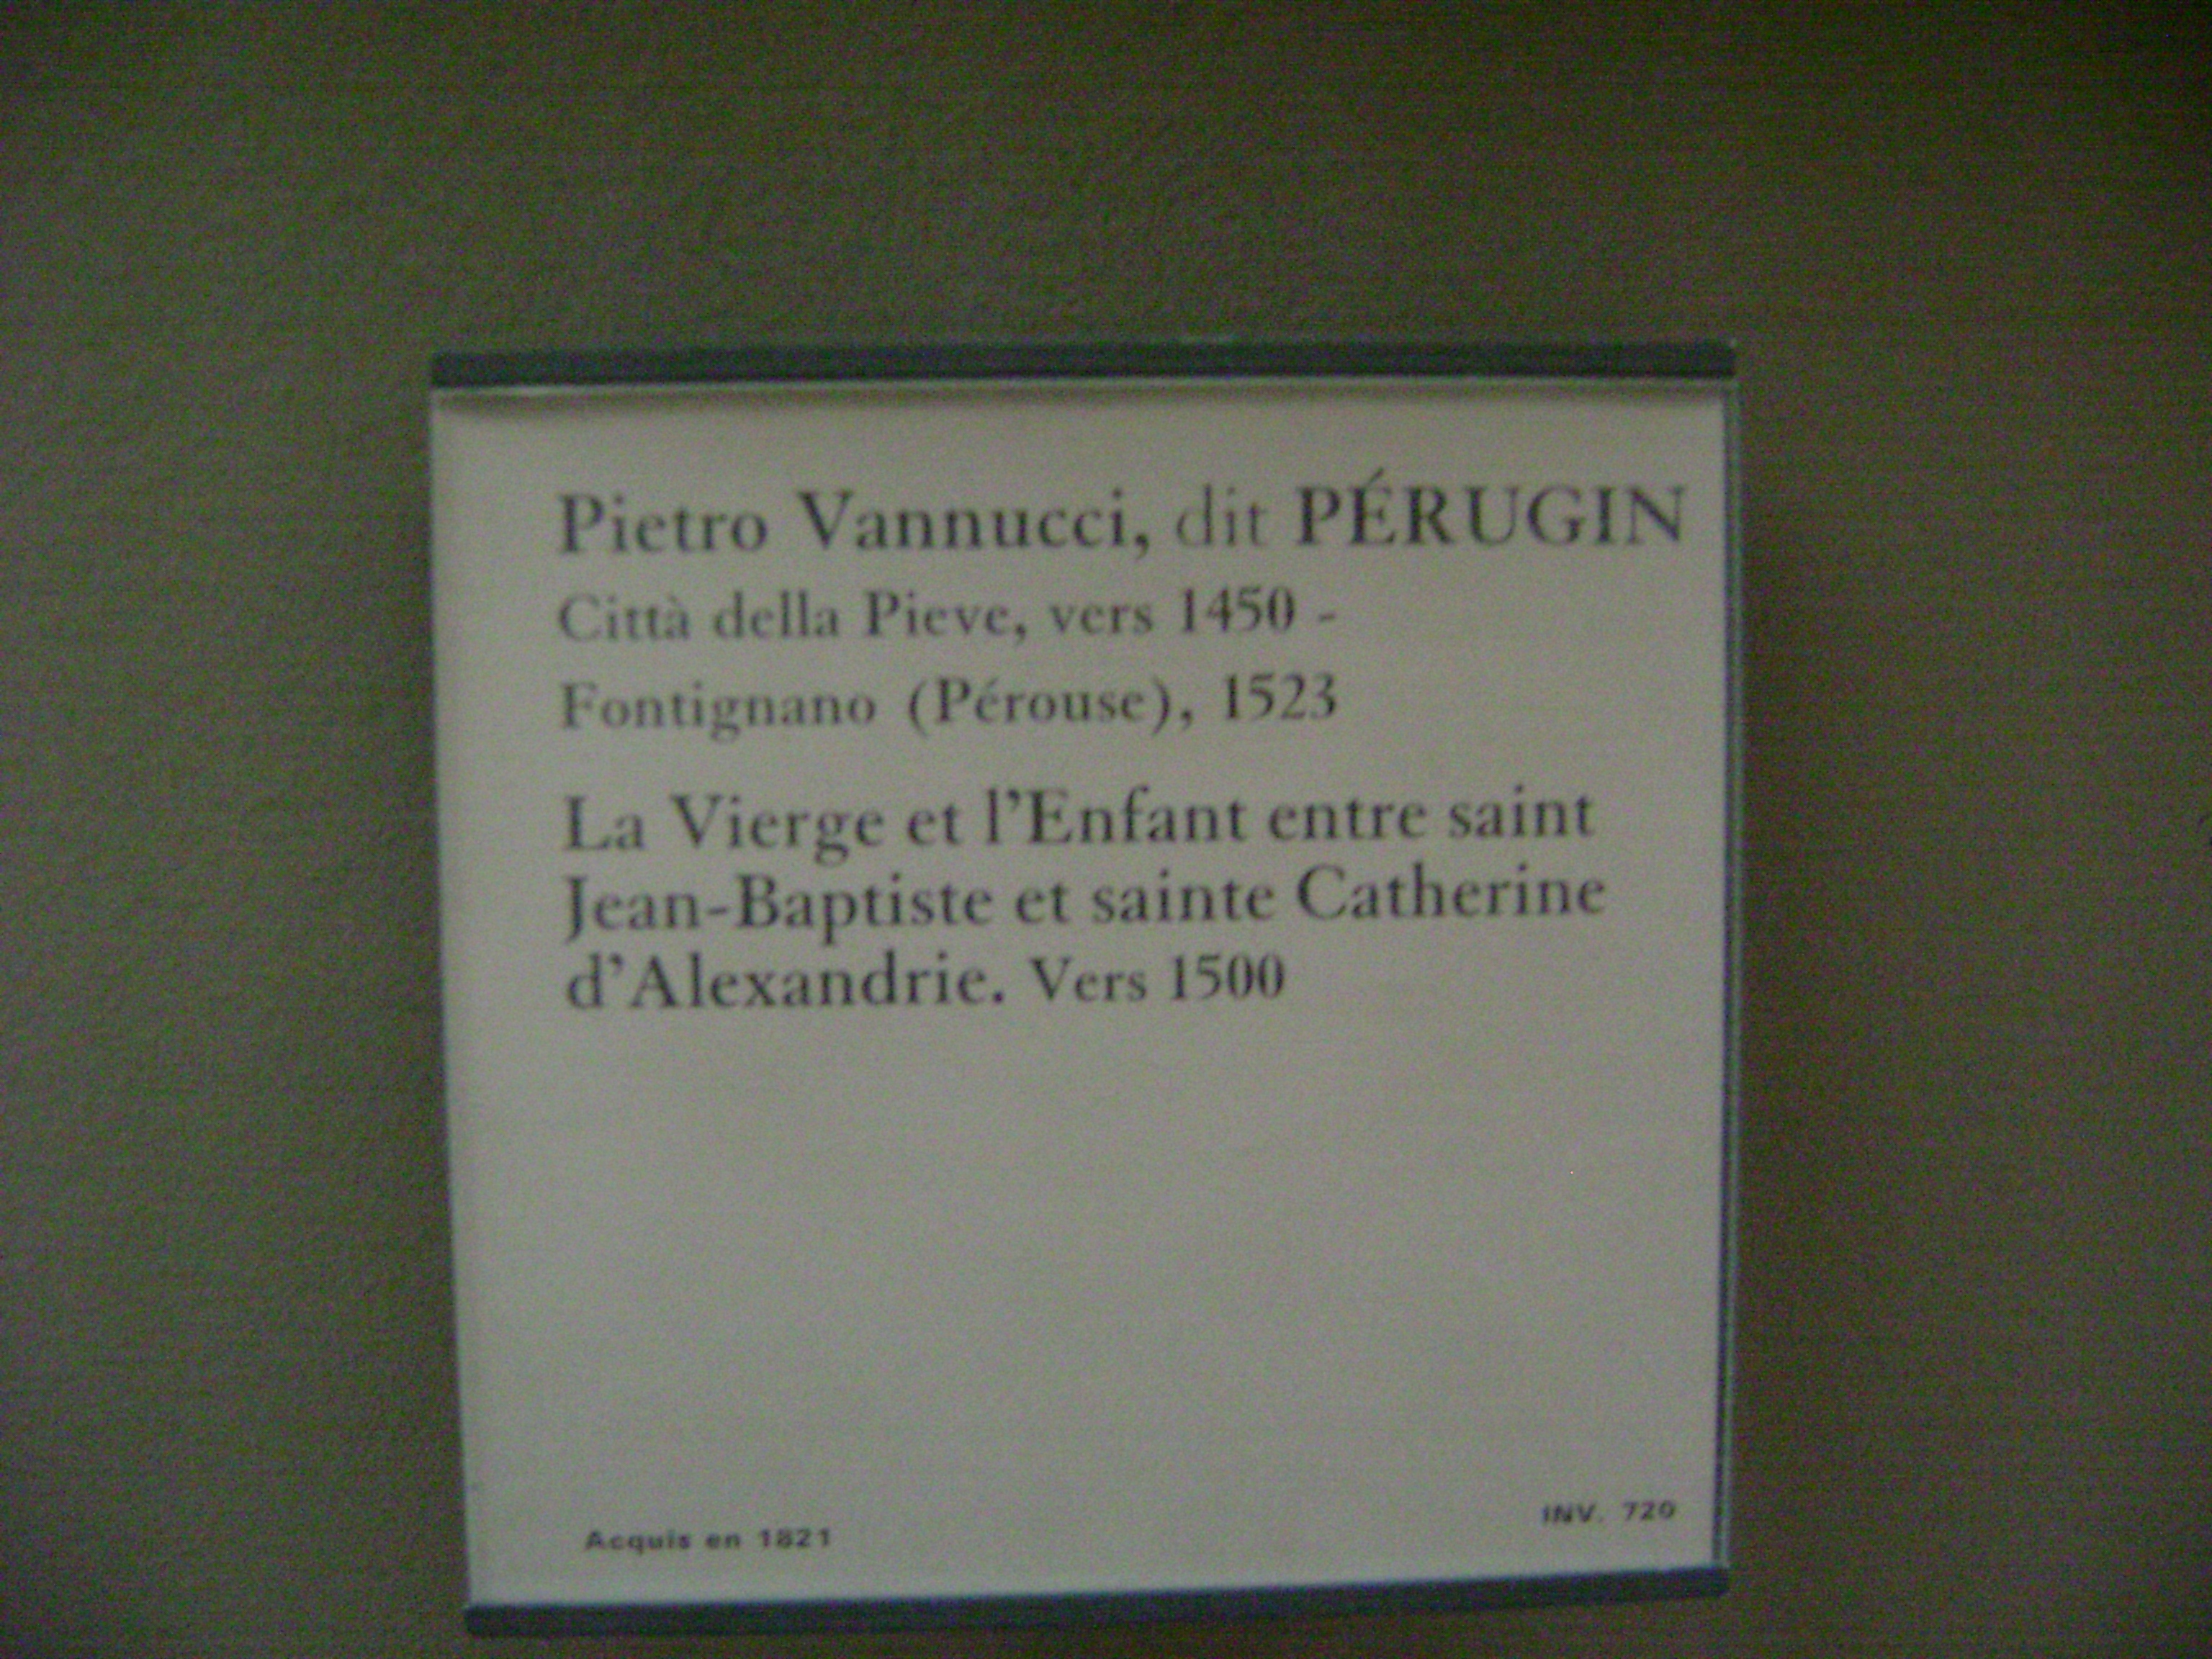 Pietro Vannucci, dit PÉRUGIN
Città della Pieve, vers 1450 -
Fontignano (Pérouse), 1523
La Vierge et l'Enfant entre saint
Jean-Baptiste et sainte Catherine
d'Alexandrie. Vers 1500
Acquis en 1821
INV. 720